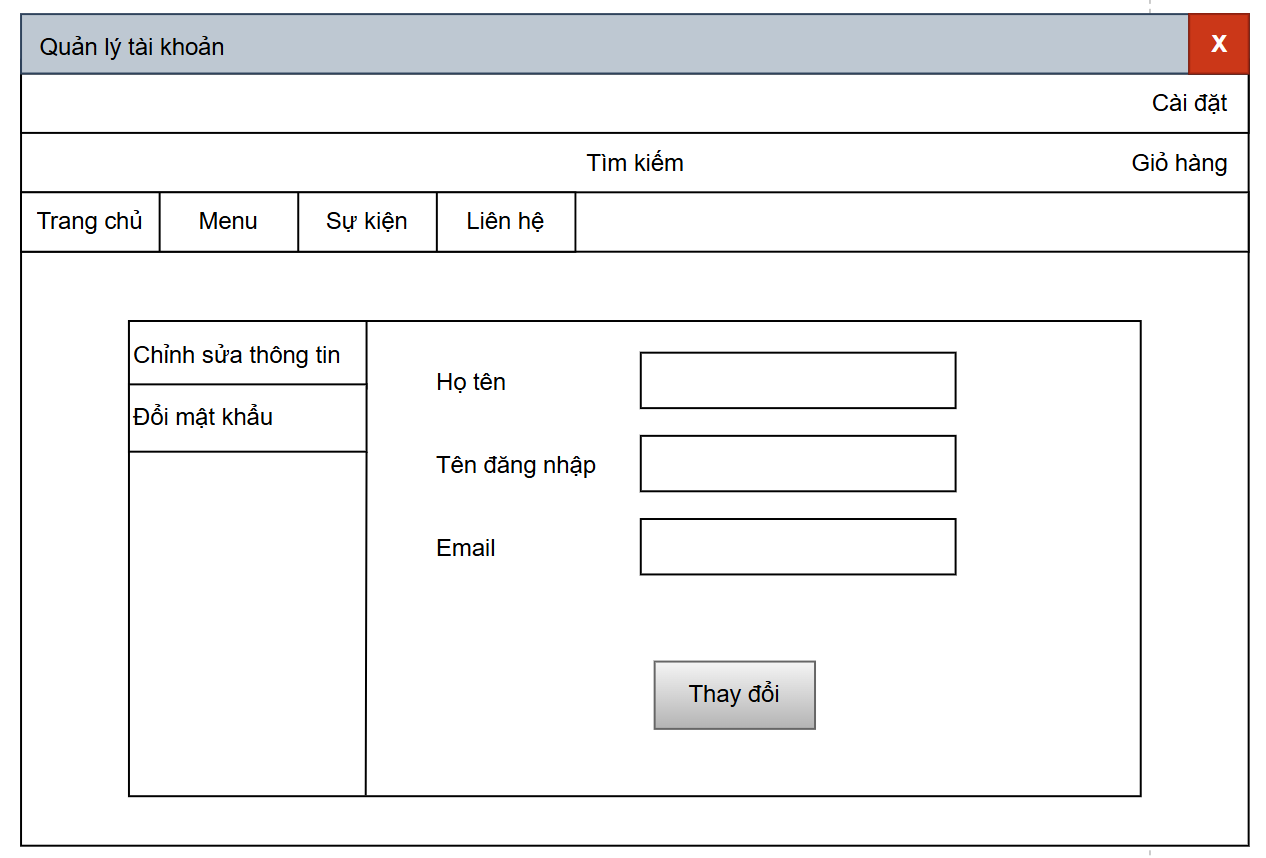 Quản lý tài khoản
X
Cài đặt
Tìm kiếm
Giỏ hàng
Trang chủ
Menu
Sự kiện
Liên hệ
Chỉnh sửa thông tin
Đổi mật khẩu
Họ tên
Tên đăng nhập
Email
Thay đổi